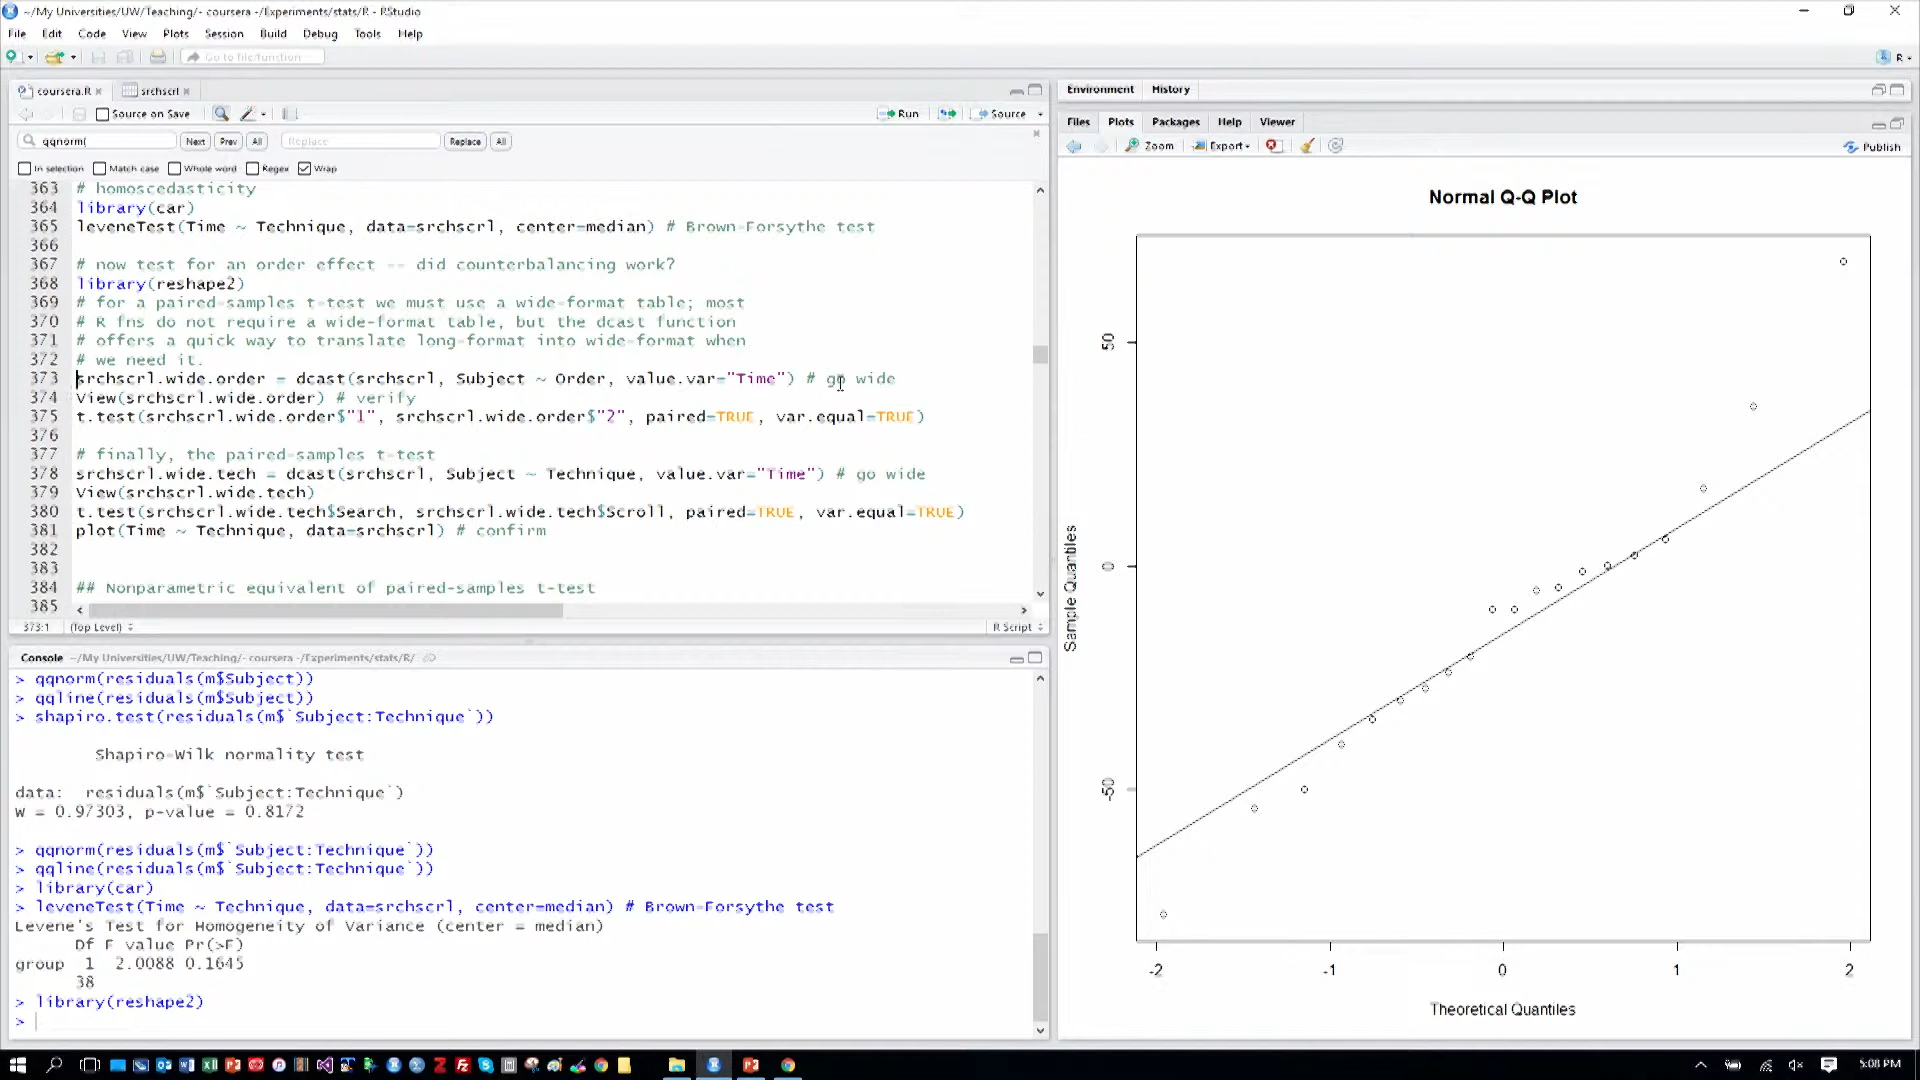 ~/My Universities/UW/Teaching/- coursera -/Experiments/stats/R - RStudio
File Edit Code View Plots Session Build Debug Tools Help
Go to file/function
R
coursera.R srchscrl
Source on Save Run Source
qqnorm( Next Prev All Replace Replace All
In selection Match case Whole word Regex Wrap
363 # homoscedasticity
364 library(car)
365 leveneTest(Time ~ Technique, data=srchscrl, center=median) # Brown-Forsythe test
366
367 # now test for an order effect -- did counterbalancing work?
368 library(reshape2)
369 # for a paired-samples t-test we must use a wide-format table; most
370 # R fns do not require a wide-format table, but the dcast function
371 # offers a quick way to translate long-format into wide-format when
372 # we need it.
373 srchscrl.wide.order = dcast(srchscrl, Subject ~ Order, value.var="Time") # go wide
374 View(srchscrl.wide.order) # verify
375 t.test(srchscrl.wide.order$"1", srchscrl.wide.order$"2", paired=TRUE, var.equal=TRUE)
376
377 # finally, the paired-samples t-test
378 srchscrl.wide.tech = dcast(srchscrl, Subject ~ Technique, value.var="Time") # go wide
379 View(srchscrl.wide.tech)
380 t.test(srchscrl.wide.tech$Search, srchscrl.wide.tech$Scroll, paired=TRUE, var.equal=TRUE)
381 plot(Time ~ Technique, data=srchscrl) # confirm
382
383
384 ## Nonparametric equivalent of paired-samples t-test
385
373:1 (Top Level) R Script
Console ~/My Universities/UW/Teaching/- coursera -/Experiments/stats/R/
> qqnorm(residuals(m$Subject))
> qqline(residuals(m$Subject))
> shapiro.test(residuals(m$`Subject:Technique`))
Shapiro-Wilk normality test
data: residuals(m$`Subject:Technique`)
W = 0.97303, p-value = 0.8172
> qqnorm(residuals(m$`Subject:Technique`))
> qqline(residuals(m$`Subject:Technique`))
> library(car)
> leveneTest(Time ~ Technique, data=srchscrl, center=median) # Brown-Forsythe test
Levene's Test for Homogeneity of Variance (center = median)
Df F value Pr(>F)
group 1 2.0088 0.1645
38
> library(reshape2)
>
Environment History
Files Plots Packages Help Viewer
Zoom Export Publish
Normal Q-Q Plot
50
0
-50
Sample Quantiles
-2 -1 0 1 2
Theoretical Quantiles
5:08 PM